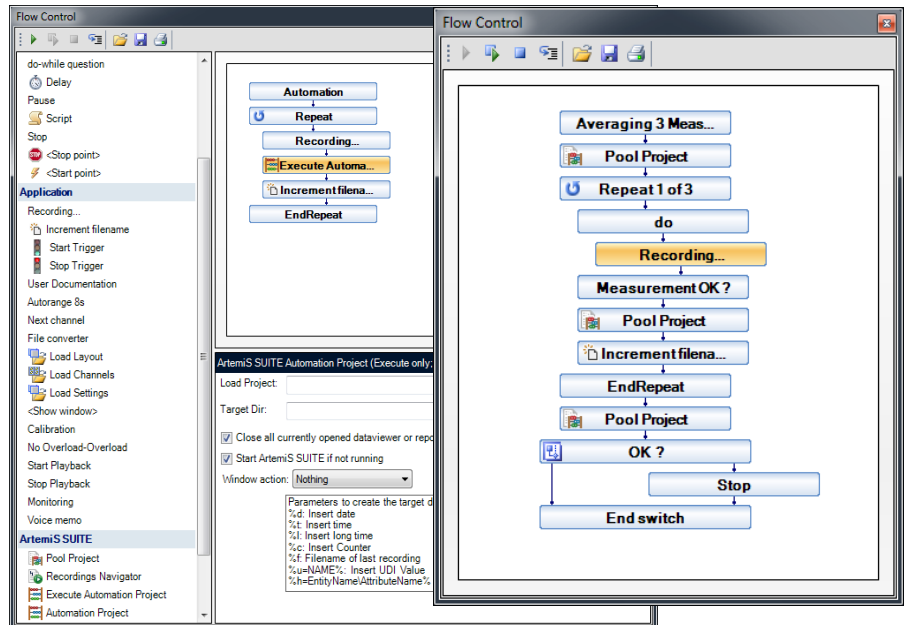 Flow Control
do-while question
Delay
Pause
Script
Stop
<Stop point>
<Start point>
Application
Recording...
Increment filename
Start Trigger
Stop Trigger
User Documentation
Autorange 8s
Next channel
File converter
Load Layout
Load Channels
Load Settings
<Show window>
Calibration
No Overload-Overload
Start Playback
Stop Playback
Monitoring
Voice memo
ArtemiS SUITE
Pool Project
Recordings Navigator
Execute Automation Project
Automation Project
Automation
Repeat
Recording...
Execute Automa...
Increment filena...
EndRepeat
ArtemiS SUITE Automation Project (Execute only;
Load Project:
Target Dir:
Close all currently opened dataviewer or repo
Start ArtemiS SUITE if not running
Window action: Nothing
Parameters to create the target d
%d: Insert date
%t: Insert time
%l: Insert long time
%c: Insert Counter
%f: Filename of last recording
%u=NAME%: Insert UDI Value
%h=EntityName\AttributeName%
Flow Control
Averaging 3 Meas...
Pool Project
Repeat 1 of 3
do
Recording...
Measurement OK ?
Pool Project
Increment filena...
EndRepeat
Pool Project
OK ?
Stop
End switch